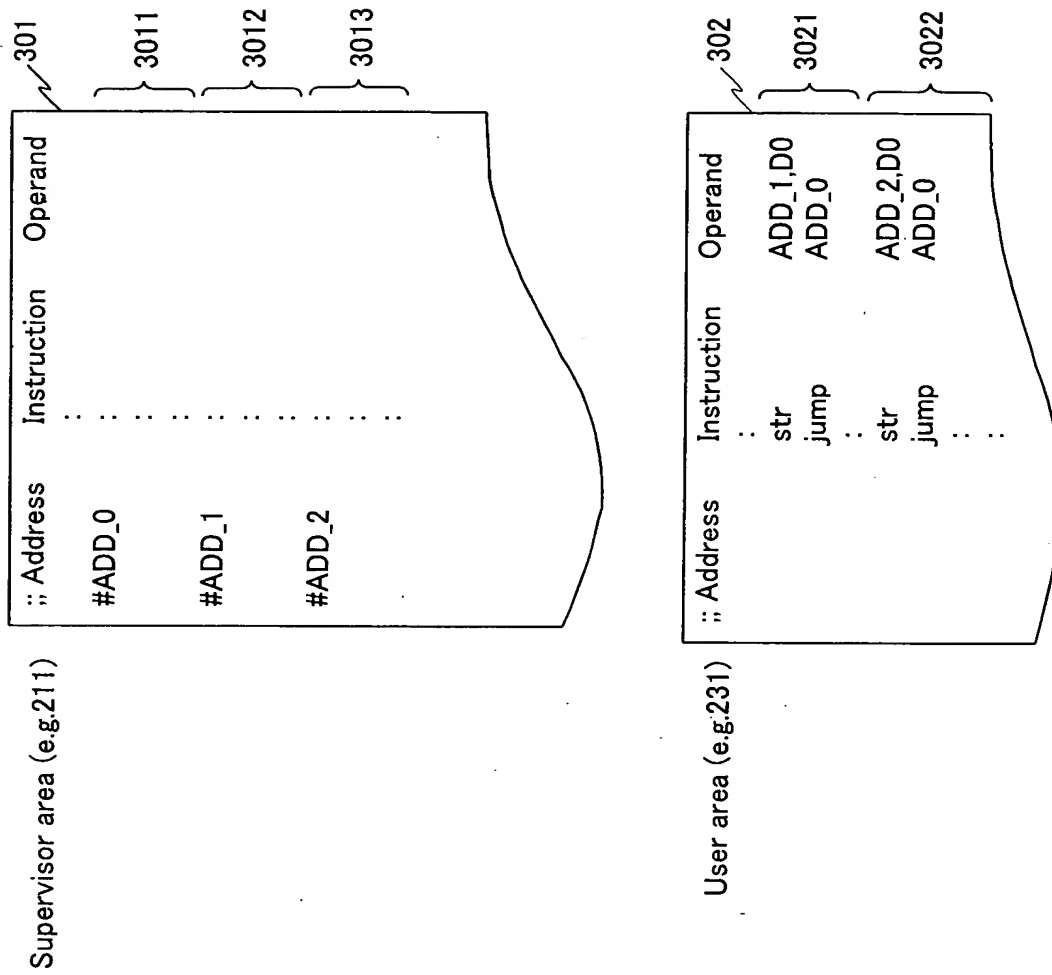 Supervisor area (e.g.211)
301
;; Address Instruction Operand
:
#ADD_0 : 3011
:
:
#ADD_1 : 3012
:
:
#ADD_2 : 3013
:
:
User area (e.g.231)
302
;; Address Instruction Operand
:
str ADD_1,D0 3021
jump ADD_0
:
str ADD_2,D0 3022
jump ADD_0
:
: